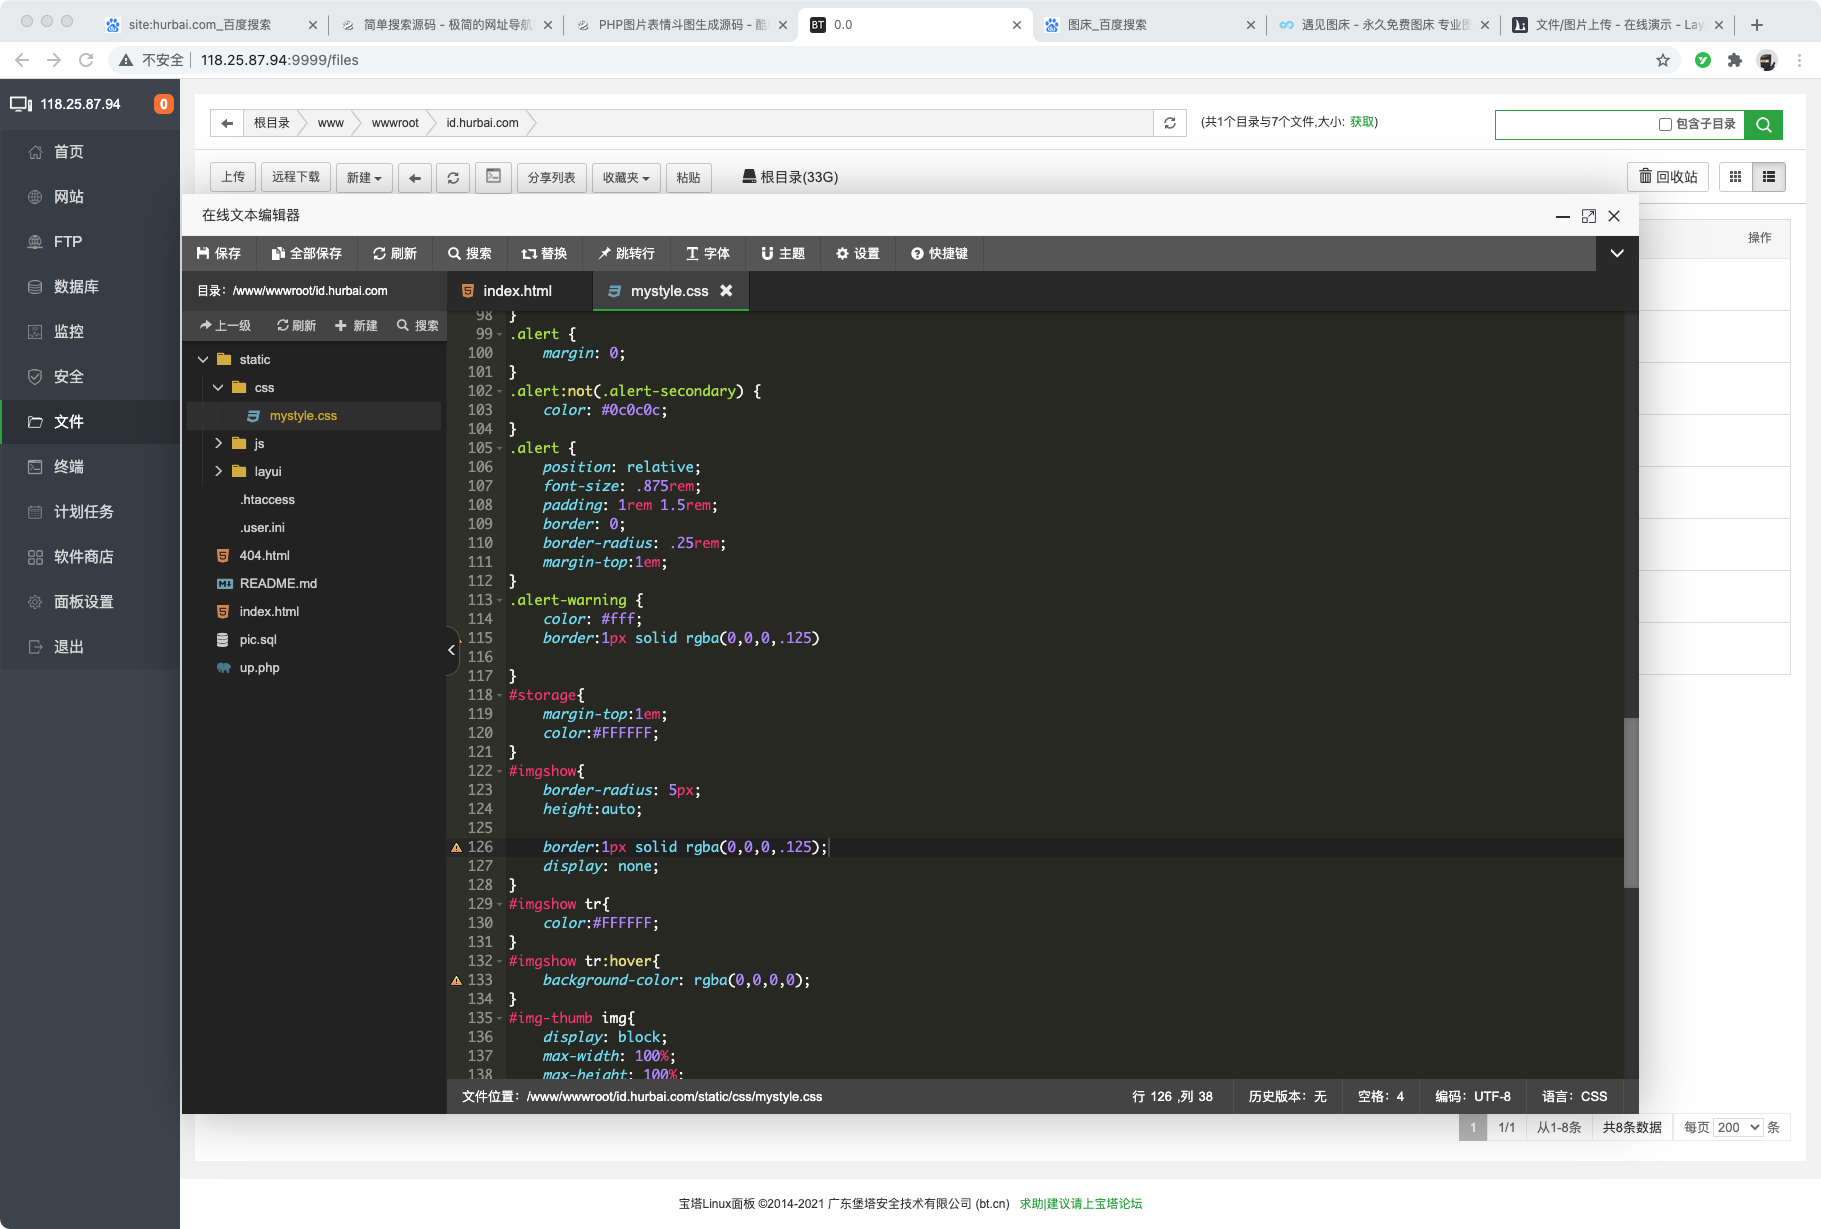 site:hurbai.com_百度搜索
简单搜索源码 - 极简的网址导航
PHP图片表情斗图生成源码 - 酷
BT 0.0
图床_百度搜索
遇见图床 - 永久免费图床 专业图
文件/图片上传 - 在线演示 - Lay
不安全 118.25.87.94:9999/files
118.25.87.94 0
首页
网站
FTP
数据库
监控
安全
文件
终端
计划任务
软件商店
面板设置
退出
根目录 www wwwroot id.hurbai.com
(共1个目录与7个文件,大小: 获取)
包含子目录
上传 远程下载 新建 分享列表 收藏夹 粘贴 根目录(33G) 回收站
操作
在线文本编辑器
保存 全部保存 刷新 搜索 替换 跳转行 字体 主题 设置 快捷键
目录: /www/wwwroot/id.hurbai.com
上一级 刷新 新建 搜索
static
css
mystyle.css
js
layui
.htaccess
.user.ini
404.html
README.md
index.html
pic.sql
up.php
index.html mystyle.css
98 }
99 .alert {
100 margin: 0;
101 }
102 .alert:not(.alert-secondary) {
103 color: #0c0c0c;
104 }
105 .alert {
106 position: relative;
107 font-size: .875rem;
108 padding: 1rem 1.5rem;
109 border: 0;
110 border-radius: .25rem;
111 margin-top:1em;
112 }
113 .alert-warning {
114 color: #fff;
115 border:1px solid rgba(0,0,0,.125)
116
117 }
118 #storage{
119 margin-top:1em;
120 color:#FFFFFF;
121 }
122 #imgshow{
123 border-radius: 5px;
124 height:auto;
125
126 border:1px solid rgba(0,0,0,.125);
127 display: none;
128 }
129 #imgshow tr{
130 color:#FFFFFF;
131 }
132 #imgshow tr:hover{
133 background-color: rgba(0,0,0,0);
134 }
135 #img-thumb img{
136 display: block;
137 max-width: 100%;
138 max-height: 100%;
文件位置: /www/wwwroot/id.hurbai.com/static/css/mystyle.css
行 126 ,列 38 历史版本: 无 空格: 4 编码: UTF-8 语言: CSS
1 1/1 从1-8条 共8条数据 每页 200 条
宝塔Linux面板 ©2014-2021 广东堡塔安全技术有限公司 (bt.cn) 求助|建议请上宝塔论坛